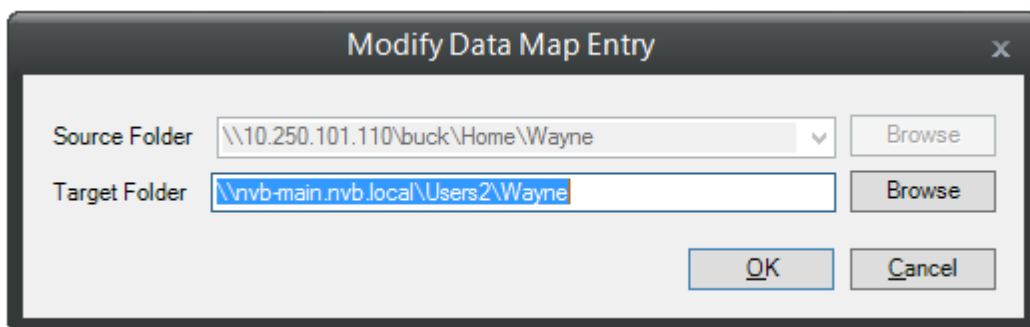 Modify Data Map Entry x
Source Folder \\10.250.101.110\buck\Home\Wayne Browse
Target Folder \\nvb-main.nvb.local\Users2\Wayne Browse
OK Cancel